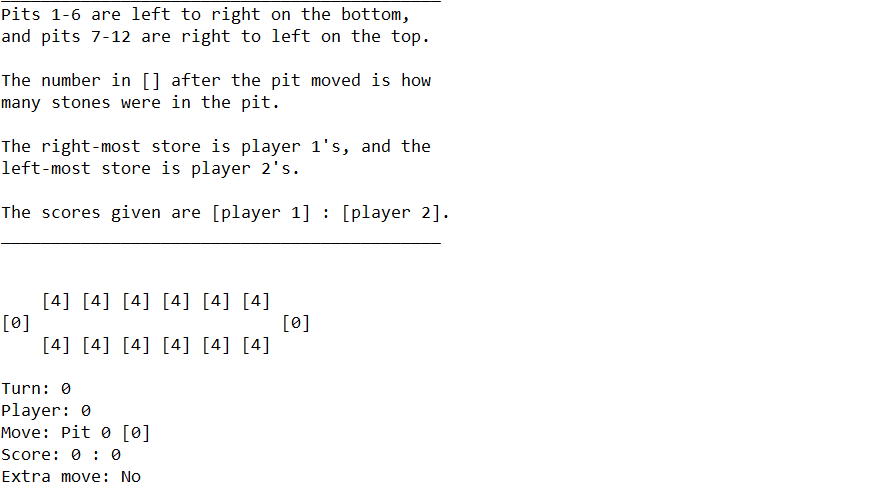 Pits 1-6 are left to right on the bottom,
and pits 7-12 are right to left on the top.
The number in [] after the pit moved is how
many stones were in the pit.
The right-most store is player 1's, and the
left-most store is player 2's.
The scores given are [player 1] : [player 2].
[4] [4] [4] [4] [4] [4]
[0] [0]
[4] [4] [4] [4] [4] [4]
Turn: 0
Player: 0
Move: Pit 0 [0]
Score: 0 : 0
Extra move: No